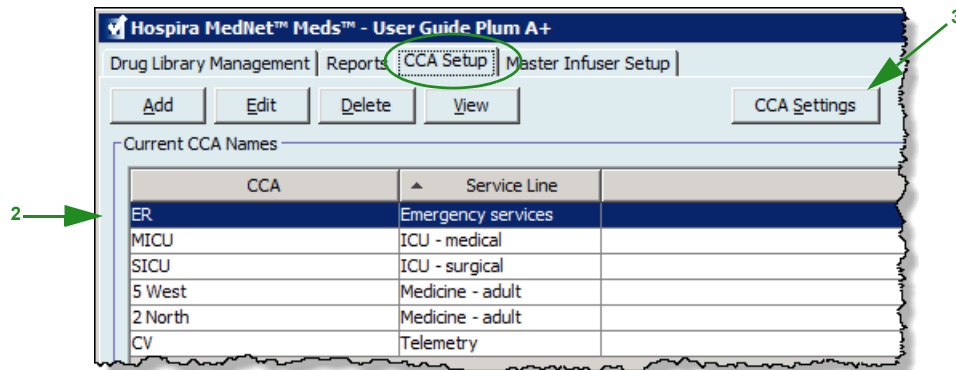 Hospira MedNet™ Meds™ - User Guide Plum A+
3
Drug Library Management Reports CCA Setup Master Infuser Setup
Add Edit Delete View CCA Settings
Current CCA Names
CCA Service Line
2 ER Emergency services
MICU ICU - medical
SICU ICU - surgical
5 West Medicine - adult
2 North Medicine - adult
CV Telemetry